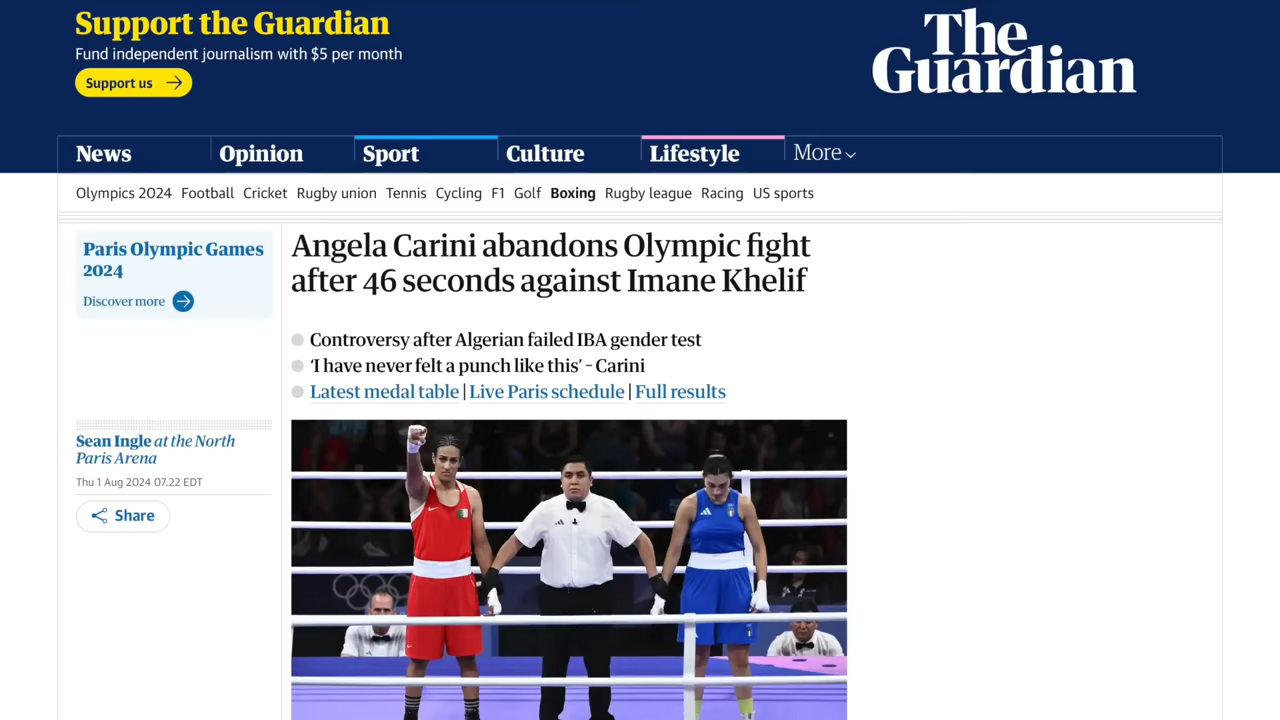 Support the Guardian
Fund independent journalism with $5 per month
Support us
The
Guardian
News
Opinion
Sport
Culture
Lifestyle
More
Olympics 2024 Football Cricket Rugby union Tennis Cycling F1 Golf Boxing Rugby league Racing US sports
Paris Olympic Games
2024
Discover more
Angela Carini abandons Olympic fight
after 46 seconds against Imane Khelif
Controversy after Algerian failed IBA gender test
‘I have never felt a punch like this’ – Carini
Latest medal table | Live Paris schedule | Full results
Sean Ingle at the North
Paris Arena
Thu 1 Aug 2024 07.22 EDT
Share